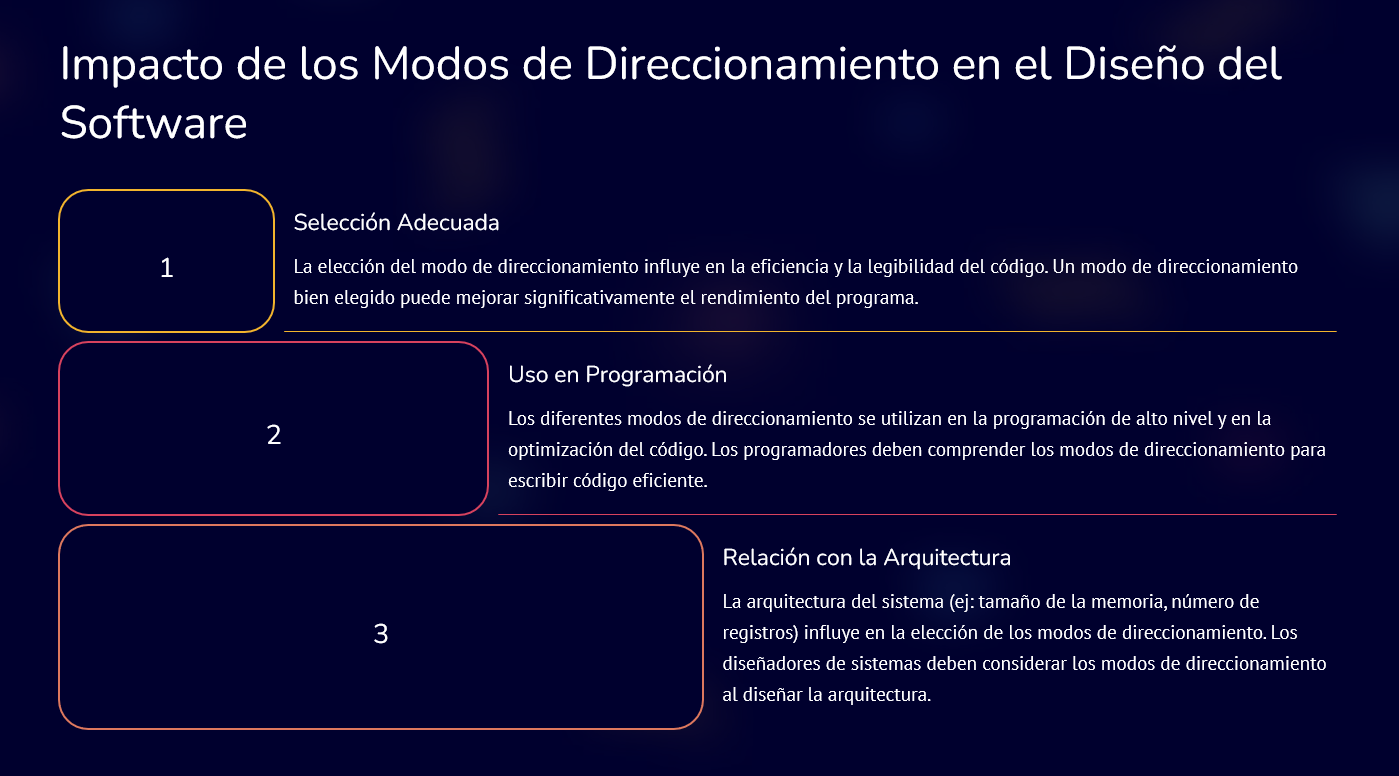 Impacto de los Modos de Direccionamiento en el Diseño del
Software
1
Selección Adecuada
La elección del modo de direccionamiento influye en la eficiencia y la legibilidad del código. Un modo de direccionamiento
bien elegido puede mejorar significativamente el rendimiento del programa.
2
Uso en Programación
Los diferentes modos de direccionamiento se utilizan en la programación de alto nivel y en la
optimización del código. Los programadores deben comprender los modos de direccionamiento para
escribir código eficiente.
3
Relación con la Arquitectura
La arquitectura del sistema (ej: tamaño de la memoria, número de
registros) influye en la elección de los modos de direccionamiento. Los
diseñadores de sistemas deben considerar los modos de direccionamiento
al diseñar la arquitectura.